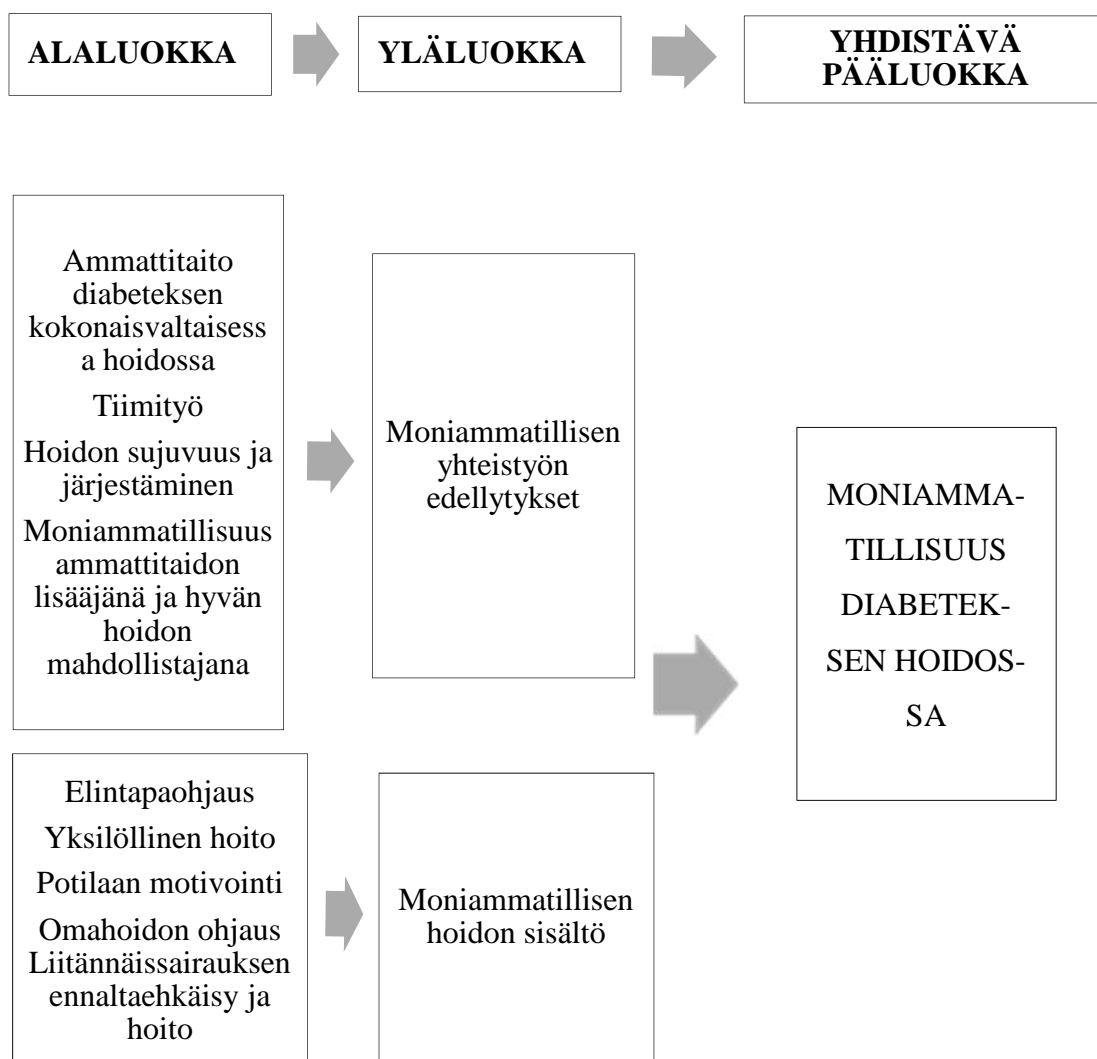 ALALUOKKA
YLÄLUOKKA
YHDISTÄVÄ
PÄÄLUOKKA
Ammattitaito
diabeteksen
kokonaisvaltaisess
a hoidossa
Tiimityö
Hoidon sujuvuus ja
järjestäminen
Moniammatillisuus
ammattitaidon
lisääjänä ja hyvän
hoidon
mahdollistajana
Moniammatillisen
yhteistyön
edellytykset
MONIAMMA-
TILLISUUS
DIABETEK-
SEN HOIDOS-
SA
Elintapaohjaus
Yksilöllinen hoito
Potilaan motivointi
Omahoidon ohjaus
Liitännäissairauksen
ennaltaehkäisy ja
hoito
Moniammatillisen
hoidon sisältö